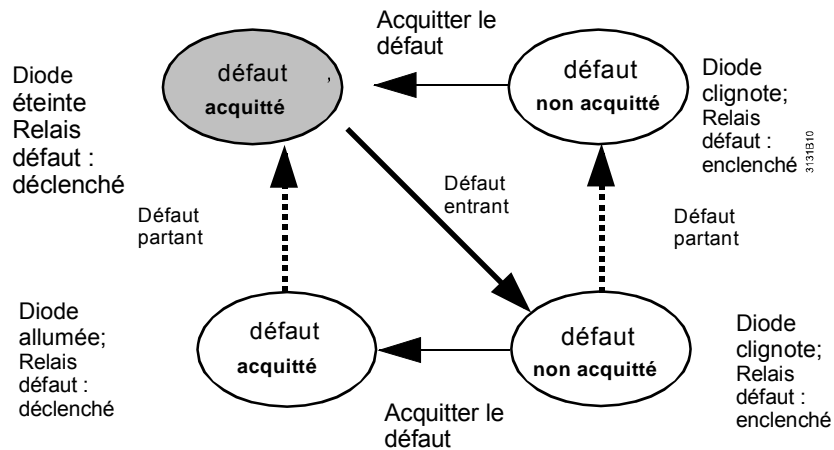 Acquitter le
défaut
Diode
éteinte
Relais
défaut :
déclenché
défaut ,
acquitté
défaut
non acquitté
Diode
clignote;
Relais
défaut :
enclenché
3131B10
Défaut
entrant
Défaut
partant
Défaut
partant
Diode
allumée;
Relais
défaut :
déclenché
défaut
acquitté
défaut
non acquitté
Diode
clignote;
Relais
défaut :
enclenché
Acquitter le
défaut